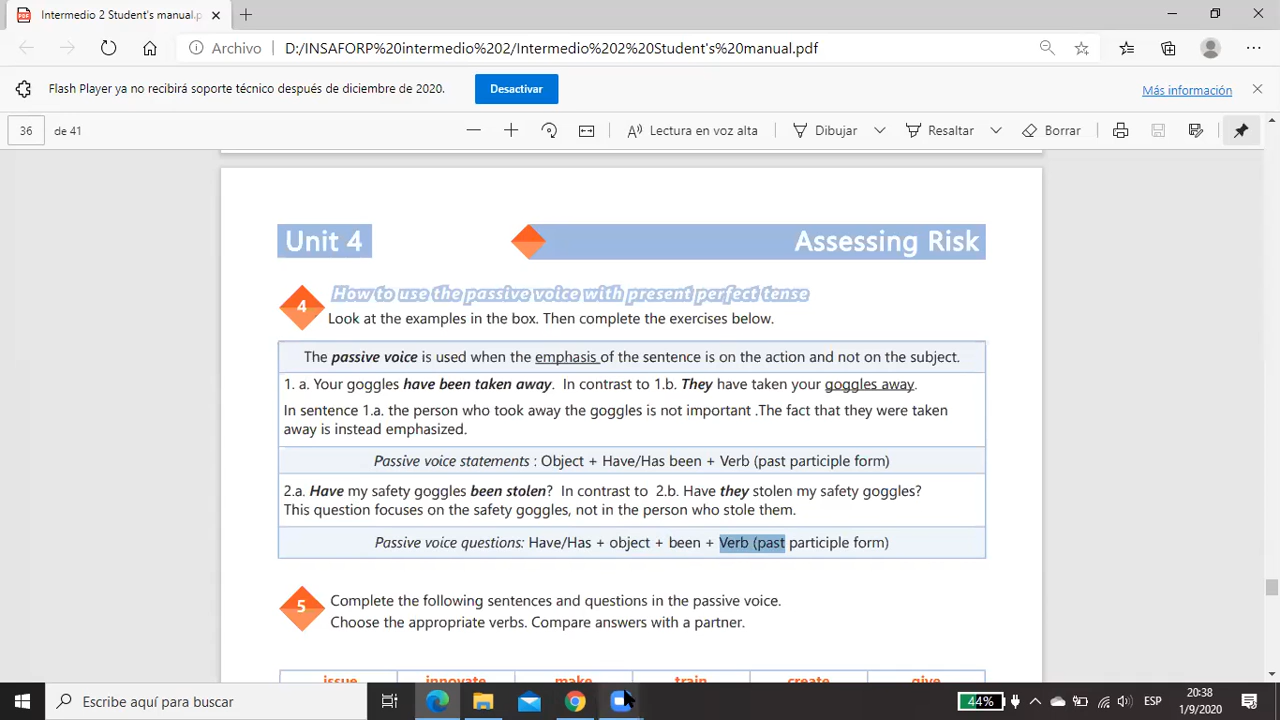 Intermedio 2 Student's manual.p
Archivo D:/INSAFORP%20intermedio%202/Intermedio%202%20Student's%20manual.pdf
Flash Player ya no recibirá soporte técnico después de diciembre de 2020. Desactivar Más información
36 de 41 Lectura en voz alta Dibujar Resaltar Borrar
Unit 4 Assessing Risk
4 How to use the passive voice with present perfect tense
Look at the examples in the box. Then complete the exercises below.
The passive voice is used when the emphasis of the sentence is on the action and not on the subject.
1. a. Your goggles have been taken away. In contrast to 1.b. They have taken your goggles away.
In sentence 1.a. the person who took away the goggles is not important .The fact that they were taken
away is instead emphasized.
Passive voice statements : Object + Have/Has been + Verb (past participle form)
2.a. Have my safety goggles been stolen? In contrast to 2.b. Have they stolen my safety goggles?
This question focuses on the safety goggles, not in the person who stole them.
Passive voice questions: Have/Has + object + been + Verb (past participle form)
5 Complete the following sentences and questions in the passive voice.
Choose the appropriate verbs. Compare answers with a partner.
issue innovate make train create give
Escribe aquí para buscar 44% ESP 20:38
1/9/2020